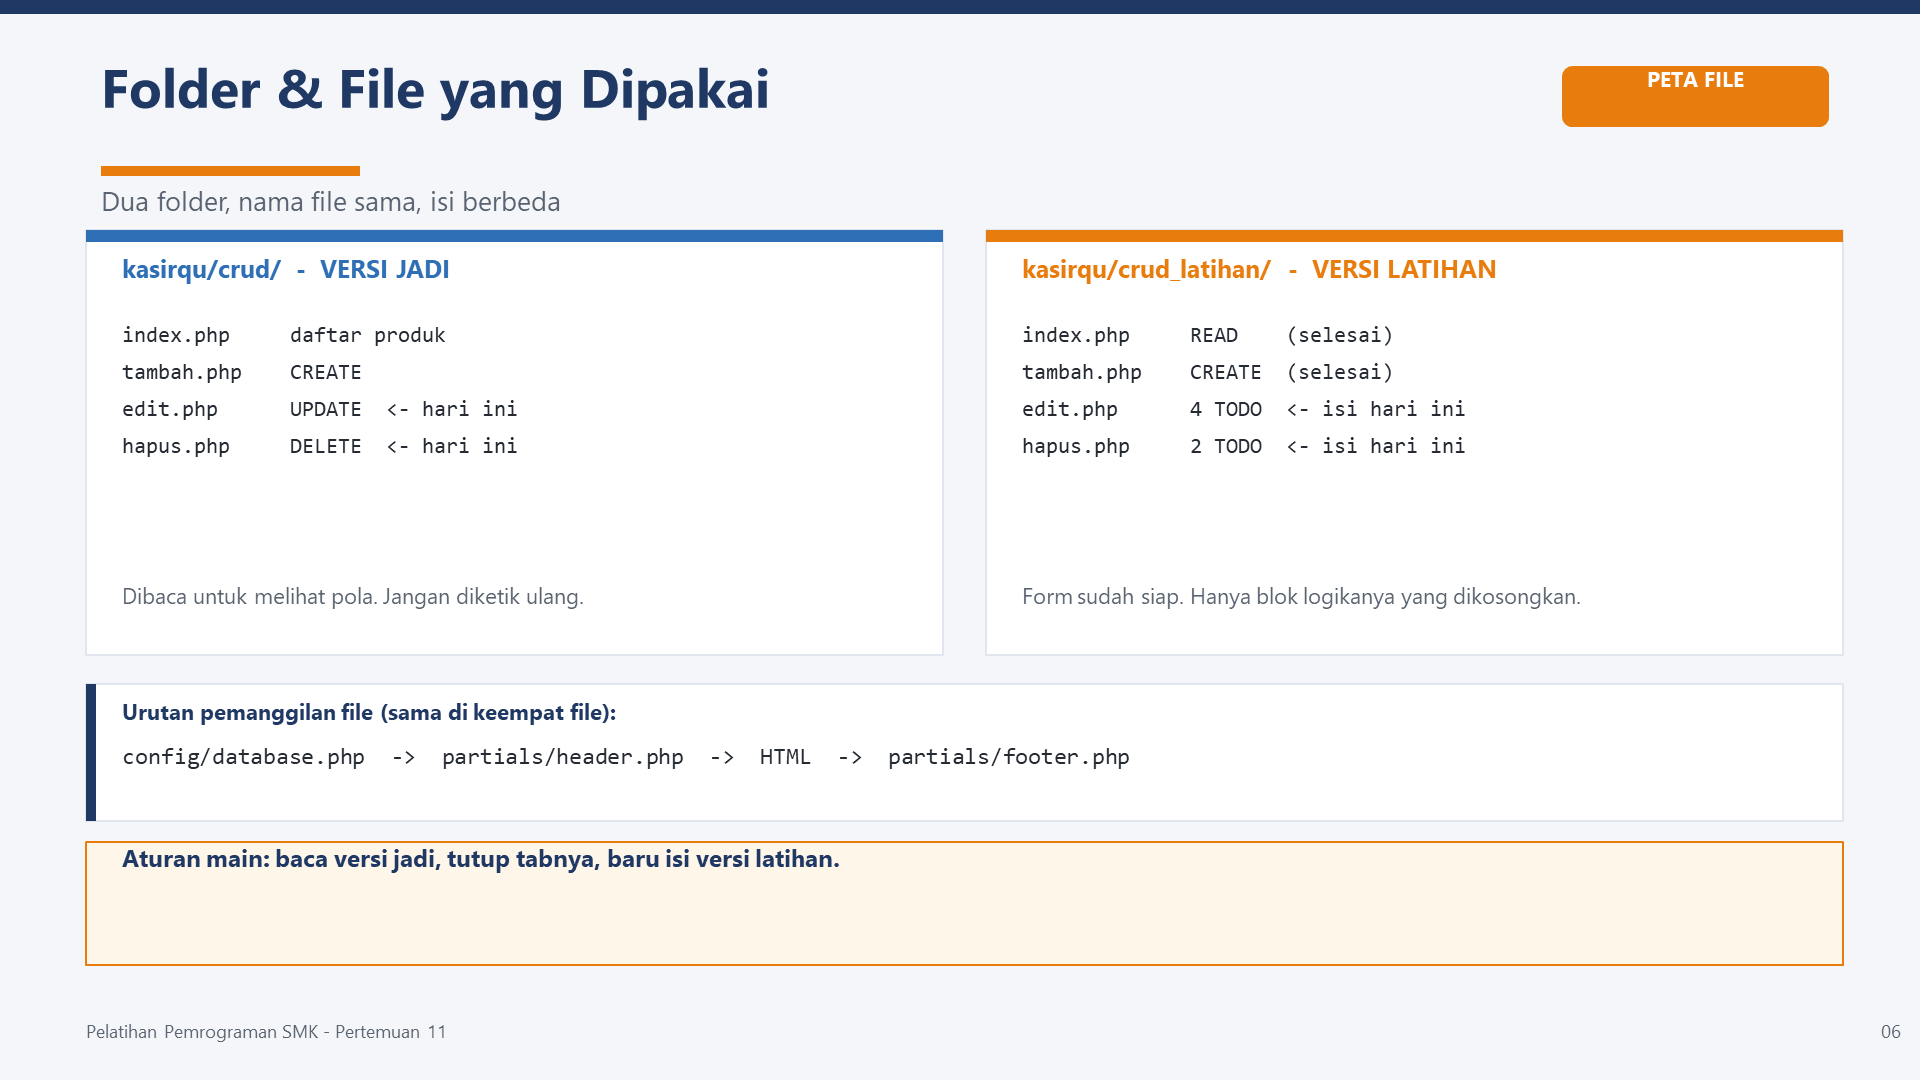 Folder & File yang Dipakai
PETA FILE
Dua folder, nama file sama, isi berbeda
kasirqu/crud/ - VERSI JADI
index.php daftar produk
tambah.php CREATE
edit.php UPDATE <- hari ini
hapus.php DELETE <- hari ini
Dibaca untuk melihat pola. Jangan diketik ulang.
kasirqu/crud_latihan/ - VERSI LATIHAN
index.php READ (selesai)
tambah.php CREATE (selesai)
edit.php 4 TODO <- isi hari ini
hapus.php 2 TODO <- isi hari ini
Form sudah siap. Hanya blok logikanya yang dikosongkan.
Urutan pemanggilan file (sama di keempat file):
config/database.php -> partials/header.php -> HTML -> partials/footer.php
Aturan main: baca versi jadi, tutup tabnya, baru isi versi latihan.
Pelatihan Pemrograman SMK - Pertemuan 11
06